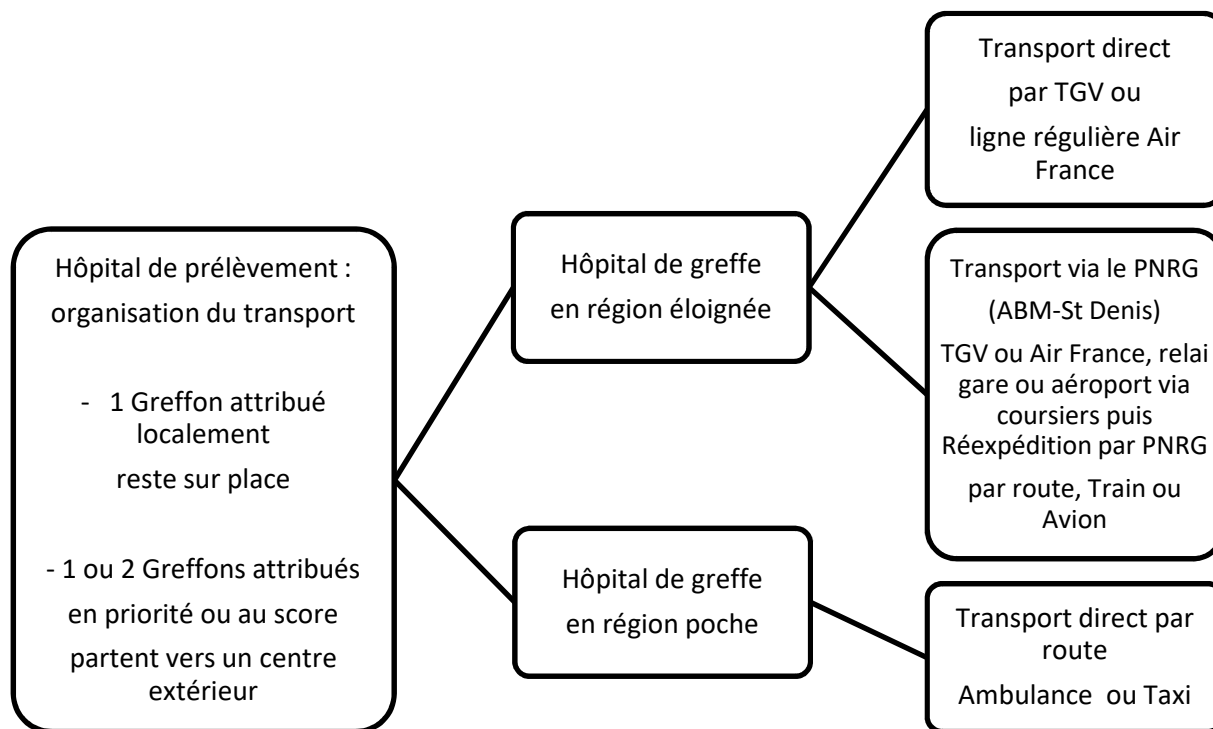 Hôpital de prélèvement :
organisation du transport
- 1 Greffon attribué
localement
reste sur place
- 1 ou 2 Greffons attribués
en priorité ou au score
partent vers un centre
extérieur
Hôpital de greffe
en région éloignée
Hôpital de greffe
en région poche
Transport direct
par TGV ou
ligne régulière Air
France
Transport via le PNRG
(ABM-St Denis)
TGV ou Air France, relai
gare ou aéroport via
coursiers puis
Réexpédition par PNRG
par route, Train ou
Avion
Transport direct par
route
Ambulance ou Taxi